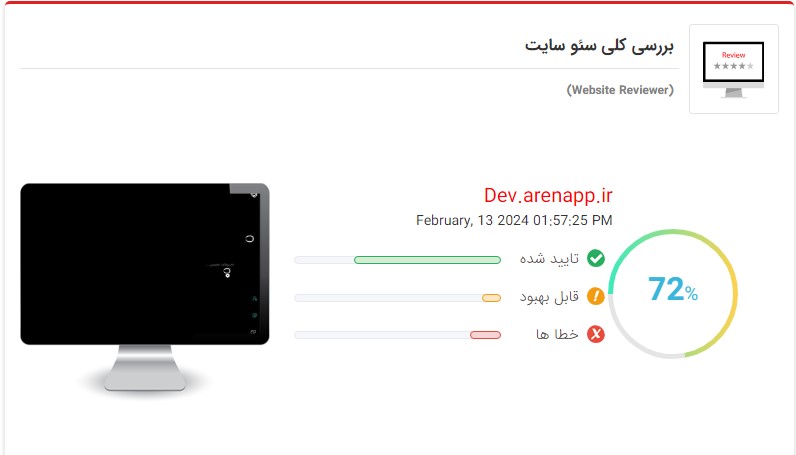 بررسی کلی سئو سایت
Review
(Website Reviewer)
Dev.arenapp.ir
February, 13 2024 01:57:25 PM
تایید شده
قابل بهبود
خطا ها
72%